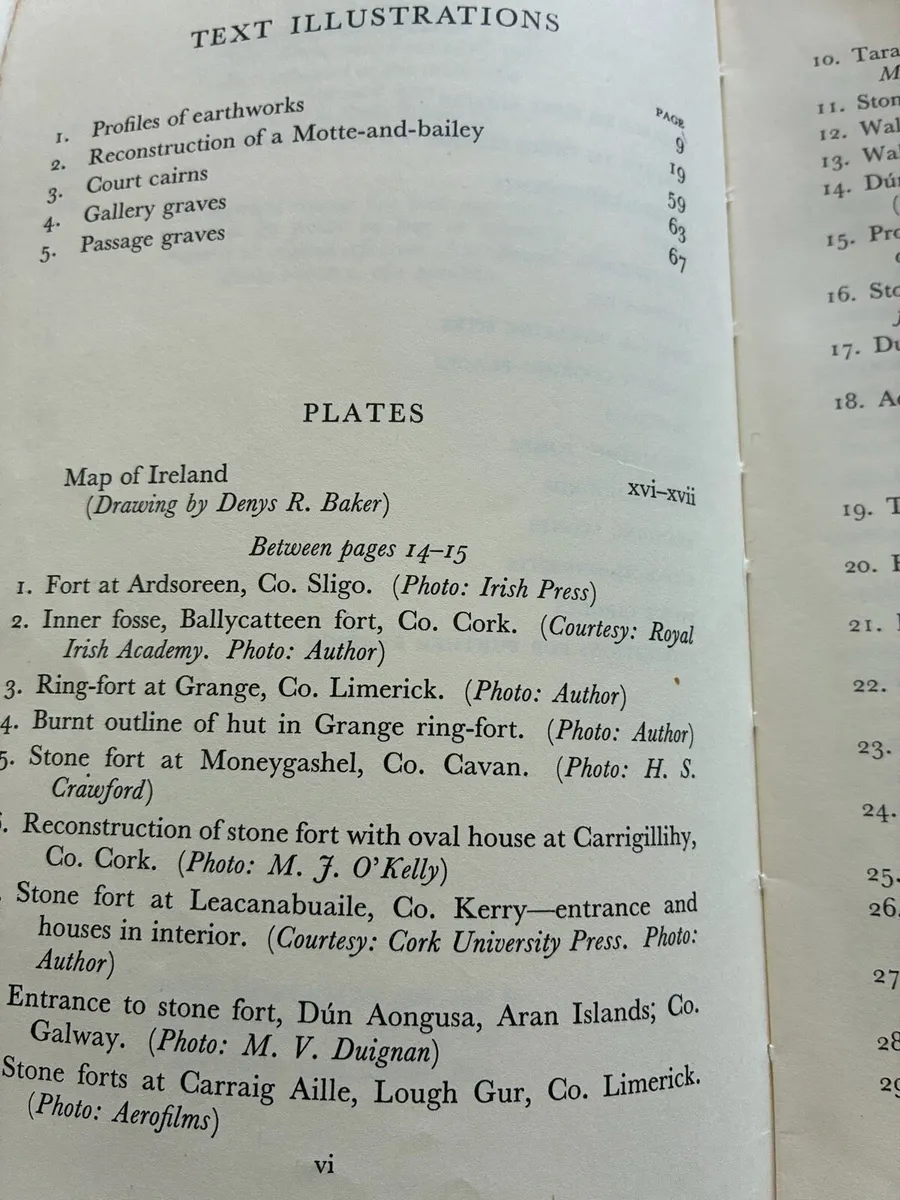 TEXT ILLUSTRATIONS
PAGE
1. Profiles of earthworks 9
2. Reconstruction of a Motte-and-bailey 19
3. Court cairns 59
4. Gallery graves 63
5. Passage graves 67
PLATES
Map of Ireland
(Drawing by Denys R. Baker) xvi–xvii
Between pages 14–15
1. Fort at Ardsoreen, Co. Sligo. (Photo: Irish Press)
2. Inner fosse, Ballycatteen fort, Co. Cork. (Courtesy: Royal
Irish Academy. Photo: Author)
3. Ring-fort at Grange, Co. Limerick. (Photo: Author)
4. Burnt outline of hut in Grange ring-fort. (Photo: Author)
5. Stone fort at Moneygashel, Co. Cavan. (Photo: H. S.
Crawford)
. Reconstruction of stone fort with oval house at Carrigillihy,
Co. Cork. (Photo: M. J. O'Kelly)
Stone fort at Leacanabuaile, Co. Kerry—entrance and
houses in interior. (Courtesy: Cork University Press. Photo:
Author)
Entrance to stone fort, Dún Aongusa, Aran Islands; Co.
Galway. (Photo: M. V. Duignan)
Stone forts at Carraig Aille, Lough Gur, Co. Limerick.
(Photo: Aerofilms)
vi
10. Tara
M
11. Ston
12. Wal
13. Wa
14. Dún
(
15. Pro
16. Sto
17. Du
18. A
19. T
20.
21.
22.
23.
24.
25.
26.
27
28
29